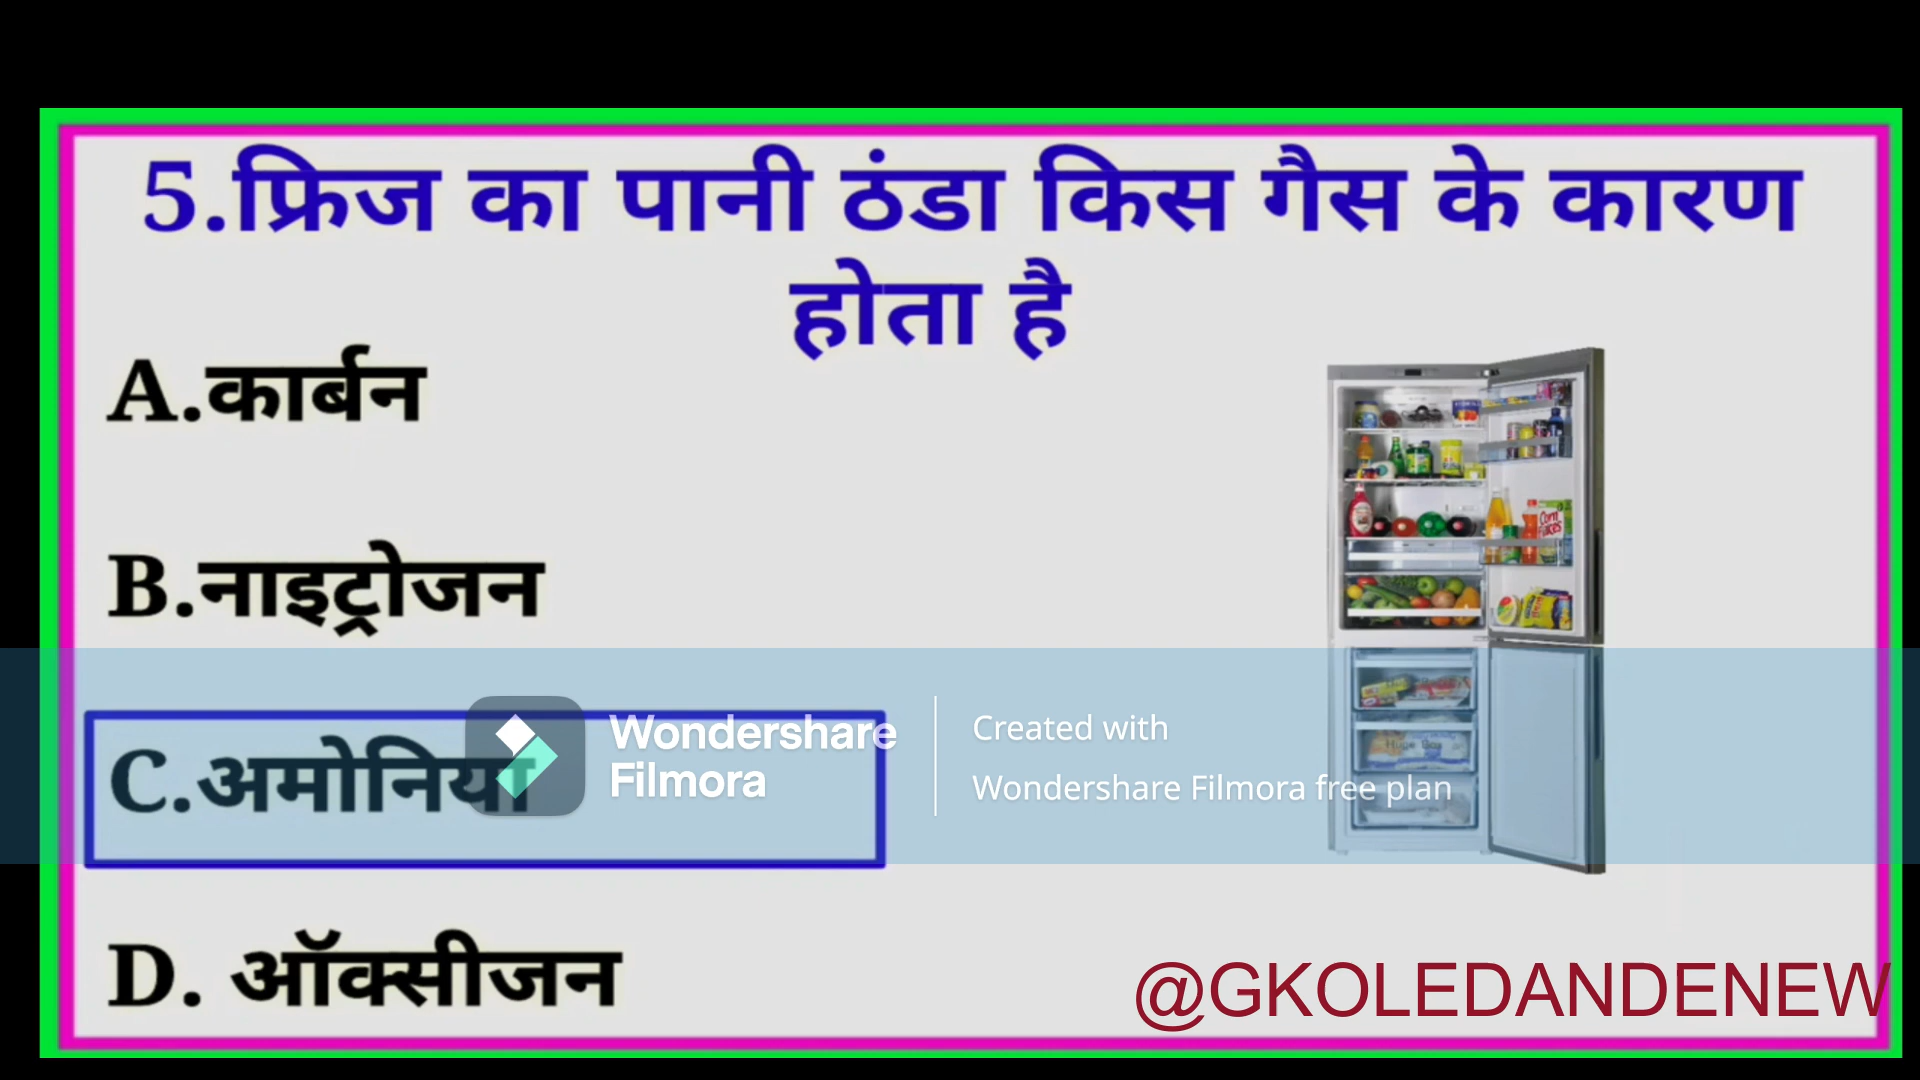 5.फ्रिज का पानी ठंडा किस गैस के कारण
होता है
A.कार्बन
B.नाइट्रोजन
C.अमोनिया
Wondershare
Filmora
Created with
Wondershare Filmora free plan
D. ऑक्सीजन
@GKOLEDANDENEW